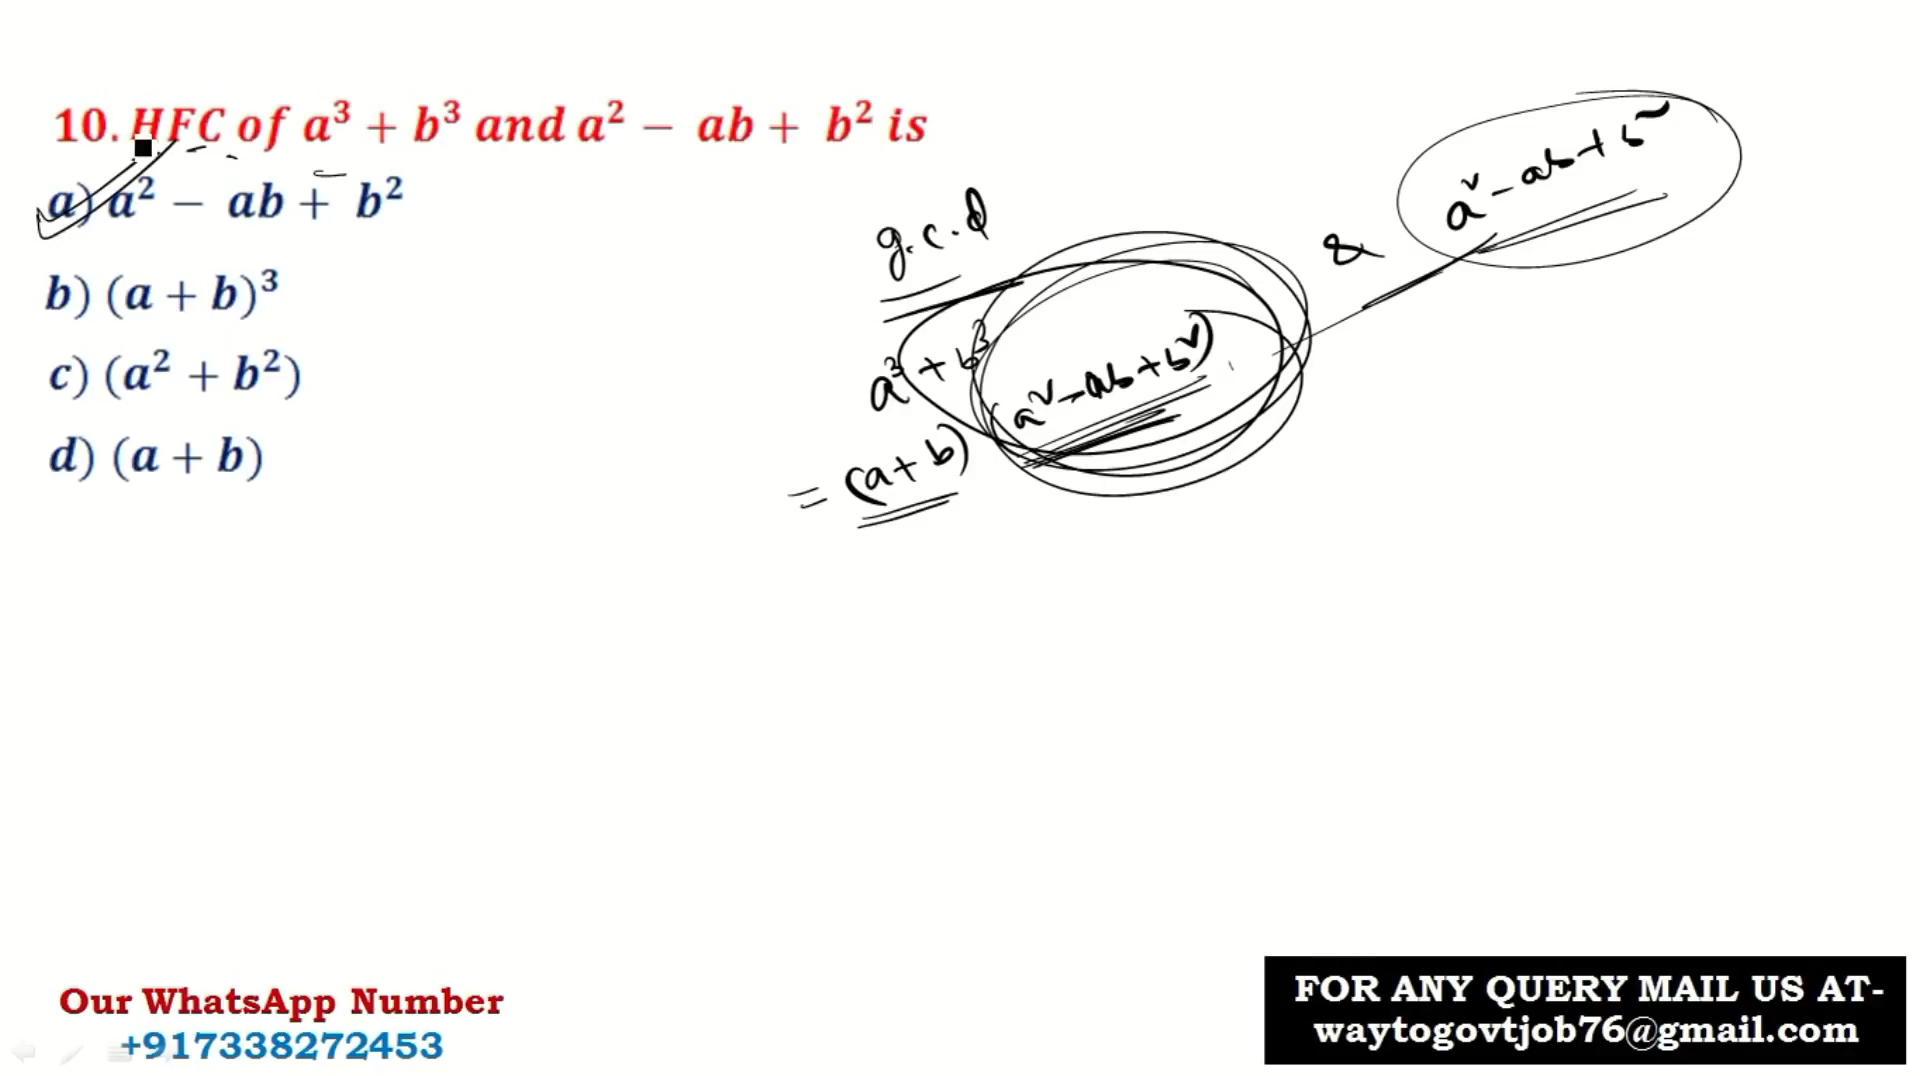 10. HFC of a³ + b³ and a² − ab + b² is
a) a² − ab + b²
b) (a + b)³
c) (a² + b²)
d) (a + b)
g.c.d
a³ + b³ & a² − ab + b²
= (a + b) (a² − ab + b²)
Our WhatsApp Number
+917338272453
FOR ANY QUERY MAIL US AT-
waytogovtjob76@gmail.com